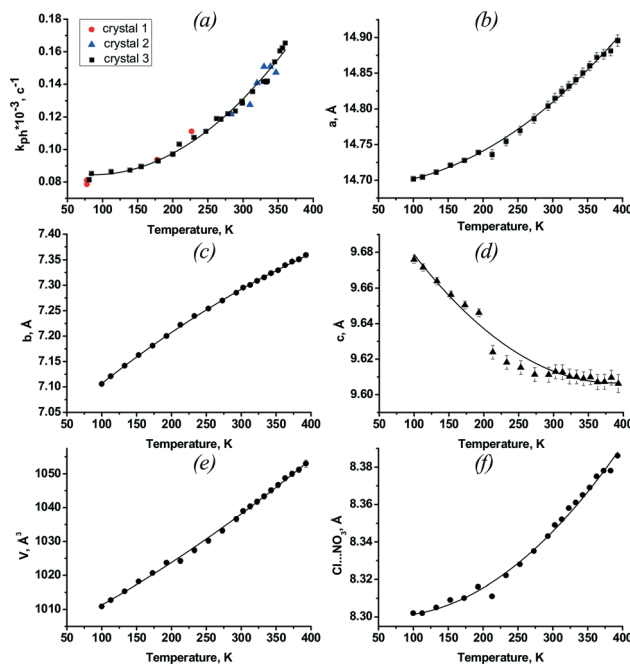 (a)
crystal 1
crystal 2
crystal 3
k_ph*10^-3, c^-1
0.18
0.16
0.14
0.12
0.10
0.08
50 100 150 200 250 300 350 400
Temperature, K
(b)
a, Å
14.90
14.85
14.80
14.75
14.70
50 100 150 200 250 300 350 400
Temperature, K
(c)
b, Å
7.40
7.35
7.30
7.25
7.20
7.15
7.10
7.05
50 100 150 200 250 300 350 400
Temperature, K
(d)
c, Å
9.68
9.66
9.64
9.62
9.60
50 100 150 200 250 300 350 400
Temperature, K
(e)
V, Å³
1050
1040
1030
1020
1010
50 100 150 200 250 300 350 400
Temperature, K
(f)
Cl...NO₃, Å
8.38
8.36
8.34
8.32
8.30
50 100 150 200 250 300 350 400
Temperature, K